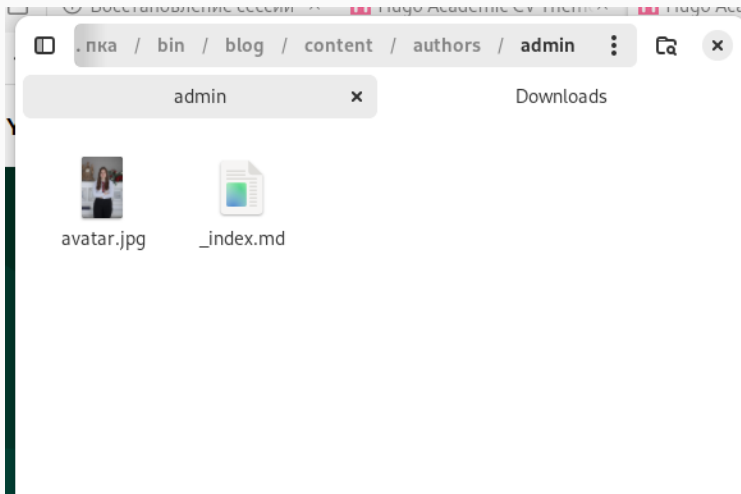 Восстановление сессии × Hugo Academic CV Theme × Hugo Aca
. пка / bin / blog / content / authors / admin
admin × Downloads
avatar.jpg _index.md